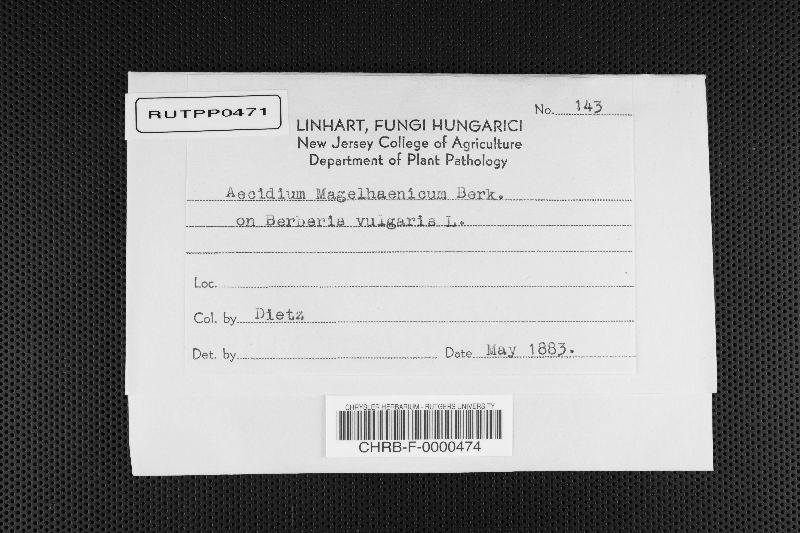 RUTPP0471
No. 143
LINHART, FUNGI HUNGARICI
New Jersey College of Agriculture
Department of Plant Pathology
Aecidium Magelhaenicum Berk.
on Berberis vulgaris L.
Loc.
Col. by Dietz
Det. by
Date May 1883.
CHRYSLER HERBARIUM - RUTGERS UNIVERSITY
CHRB-F-0000474